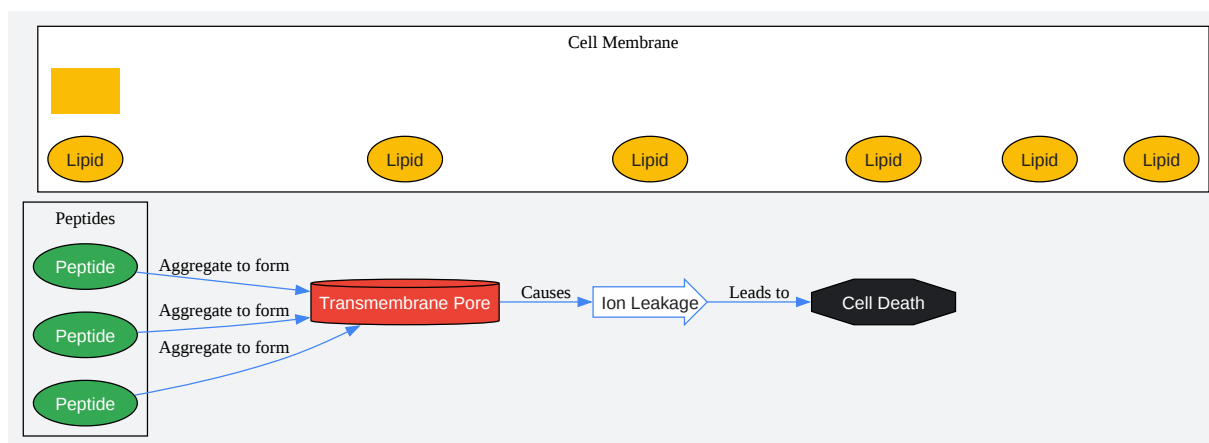 Cell Membrane
Lipid
Lipid
Lipid
Lipid
Lipid
Lipid
Peptides
Peptide
Peptide
Peptide
Aggregate to form
Aggregate to form
Aggregate to form
Transmembrane Pore
Causes
Ion Leakage
Leads to
Cell Death